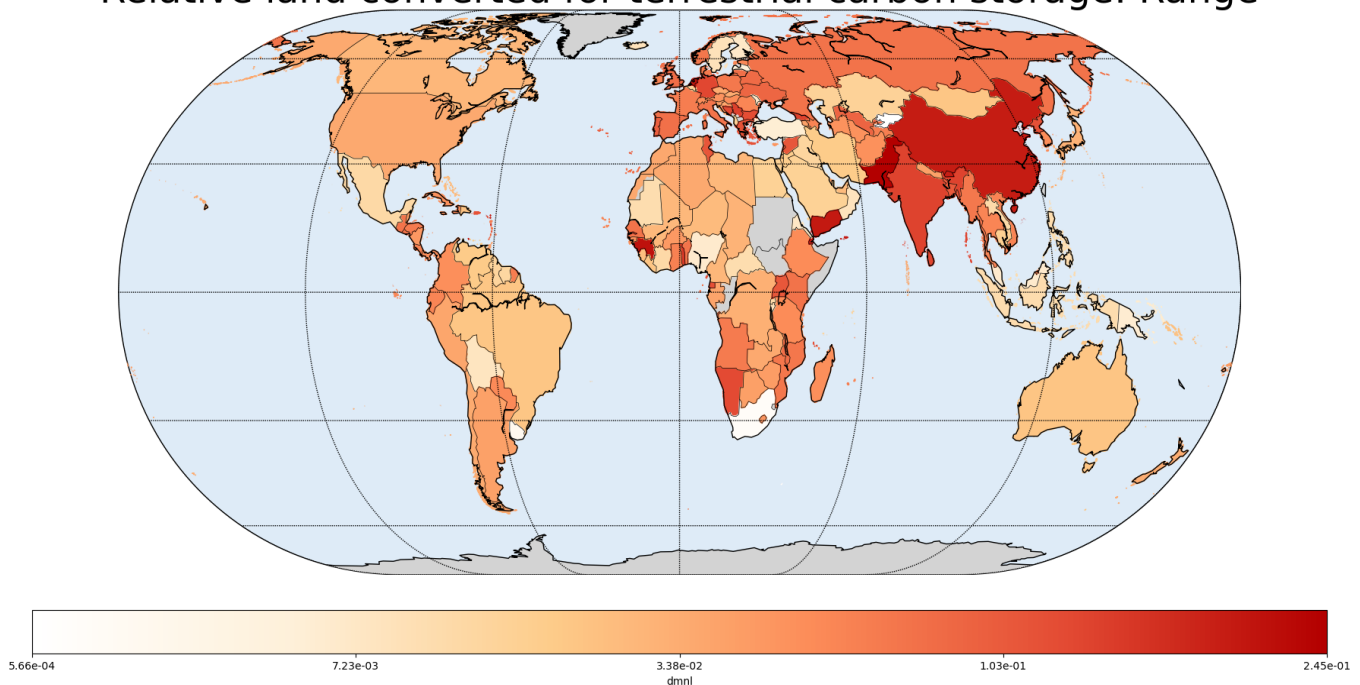 Relative land converted for terrestrial carbon storage: Range
5.66e-04 7.23e-03 3.38e-02 1.03e-01 2.45e-01
dmnl